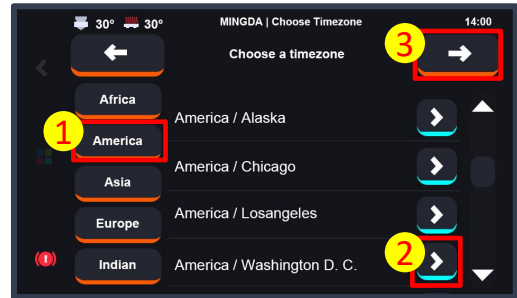 30° 30° MINGDA | Choose Timezone 14:00
Choose a timezone 3
Africa
America / Alaska
1 America
America / Chicago
Asia
America / Losangeles
Europe
Indian America / Washington D. C. 2